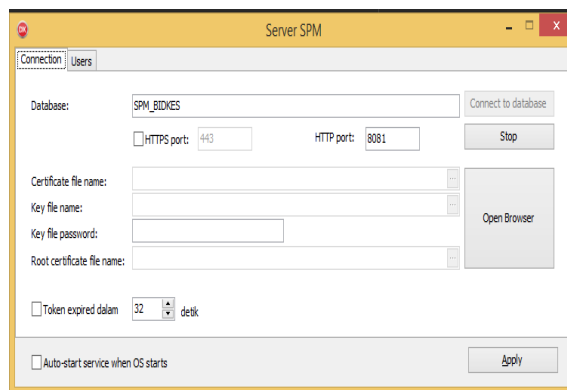 OK
Server SPM
Connection Users
Database: SPM_BIDKES Connect to database
HTTPS port: 443 HTTP port: 8081 Stop
Certificate file name: ...
Key file name: ...
Open Browser
Key file password:
Root certificate file name: ...
Token expired dalam 32 detik
Auto-start service when OS starts Apply